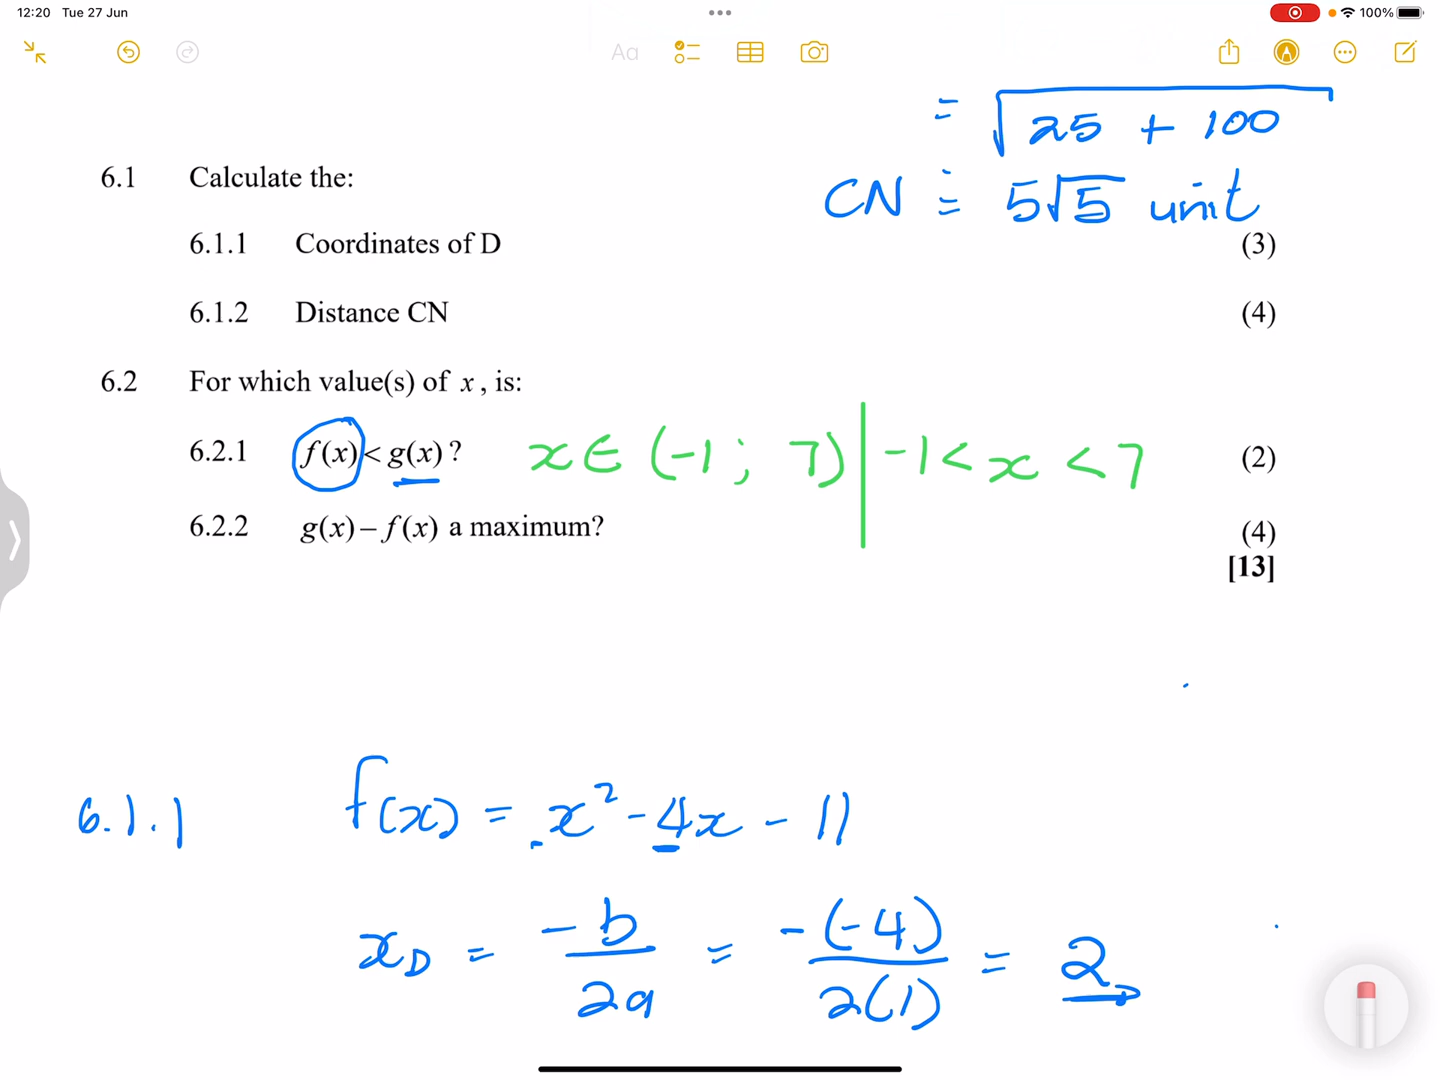 12:20 Tue 27 Jun 100%
Aa
= √25 + 100
6.1 Calculate the:
CN = 5√5 unit
6.1.1 Coordinates of D (3)
6.1.2 Distance CN (4)
6.2 For which value(s) of x, is:
6.2.1 f(x) < g(x)? x ∈ (-1; 7) | -1 < x < 7 (2)
6.2.2 g(x) – f(x) a maximum? (4)
[13]
6.1.1 f(x) = x² - 4x - 11
x_D = -b/2a = -(-4)/2(1) = 2